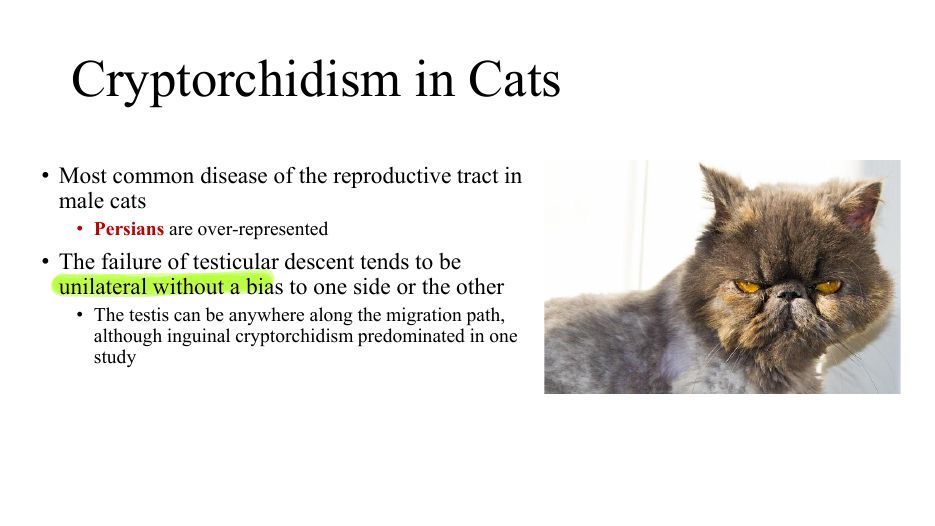 Cryptorchidism in Cats
• Most common disease of the reproductive tract in
male cats
• Persians are over-represented
• The failure of testicular descent tends to be
unilateral without a bias to one side or the other
• The testis can be anywhere along the migration path,
although inguinal cryptorchidism predominated in one
study